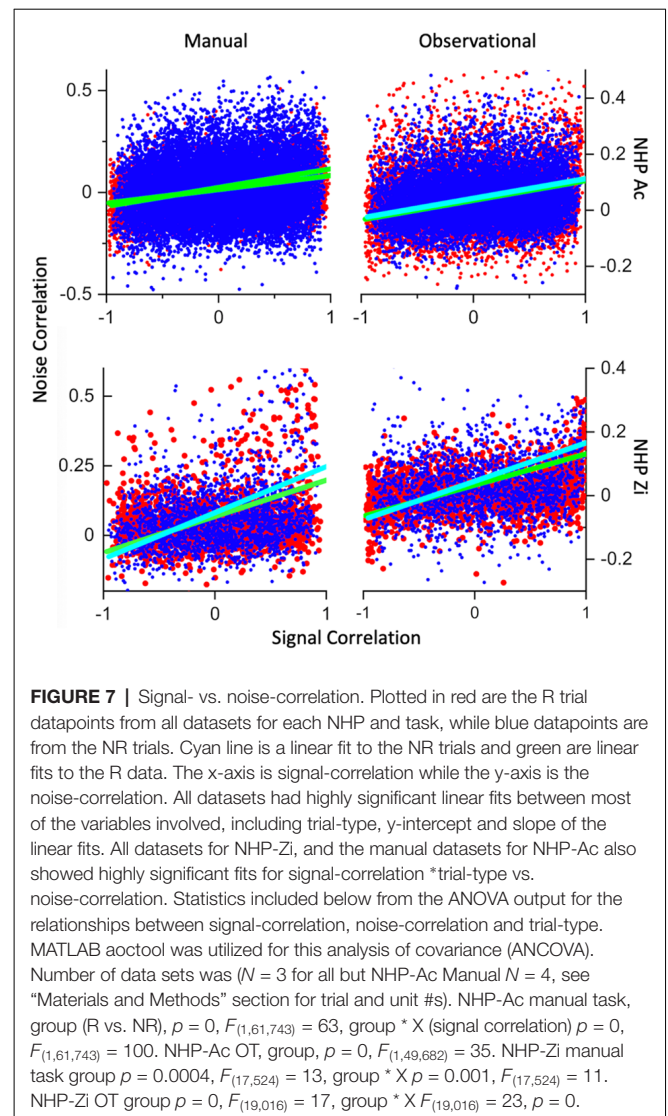 Manual
Observational
0.5
0
-0.5
-1
0
1
0.4
0.2
0
-0.2
-1
0
1
NHP Ac
Noise Correlation
0.5
0.25
0
-1
0
1
0.4
0.2
0
-0.2
-1
0
1
NHP Zi
Signal Correlation
FIGURE 7 | Signal- vs. noise-correlation. Plotted in red are the R trial
datapoints from all datasets for each NHP and task, while blue datapoints are
from the NR trials. Cyan line is a linear fit to the NR trials and green are linear
fits to the R data. The x-axis is signal-correlation while the y-axis is the
noise-correlation. All datasets had highly significant linear fits between most
of the variables involved, including trial-type, y-intercept and slope of the
linear fits. All datasets for NHP-Zi, and the manual datasets for NHP-Ac also
showed highly significant fits for signal-correlation *trial-type vs.
noise-correlation. Statistics included below from the ANOVA output for the
relationships between signal-correlation, noise-correlation and trial-type.
MATLAB aoctool was utilized for this analysis of covariance (ANCOVA).
Number of data sets was (N = 3 for all but NHP-Ac Manual N = 4, see
“Materials and Methods” section for trial and unit #s). NHP-Ac manual task,
group (R vs. NR), p = 0, F(1,61,743) = 63, group * X (signal correlation) p = 0,
F(1,61,743) = 100. NHP-Ac OT, group, p = 0, F(1,49,682) = 35. NHP-Zi manual
task group p = 0.0004, F(17,524) = 13, group * X p = 0.001, F(17,524) = 11.
NHP-Zi OT group p = 0, F(19,016) = 17, group * X F(19,016) = 23, p = 0.